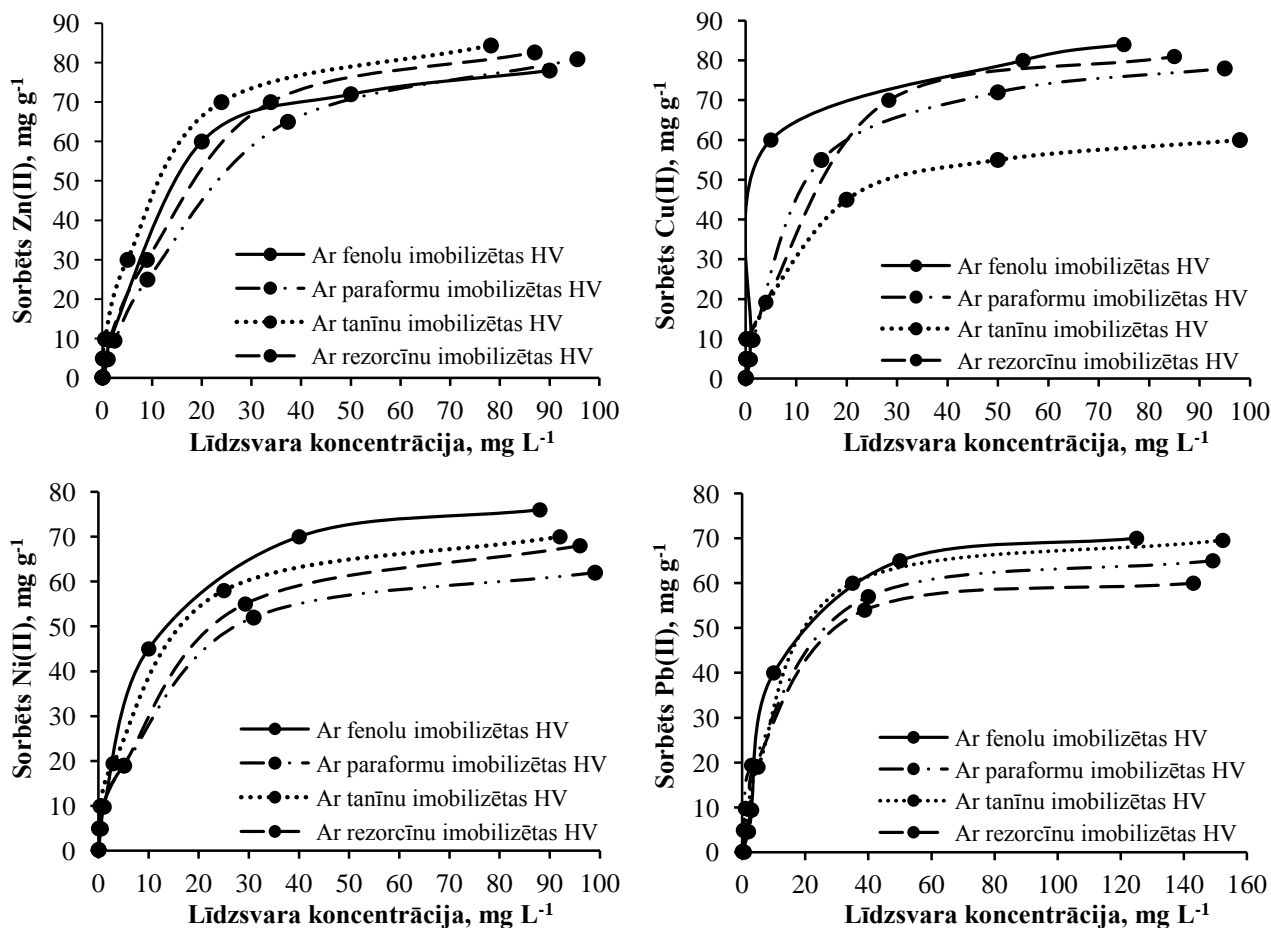 Sorbēts Zn(II), mg g-1
90
80
70
60
50
40
30
20
10
0
Ar fenolu imobilizētas HV
Ar paraformu imobilizētas HV
Ar tanīnu imobilizētas HV
Ar rezorcīnu imobilizētas HV
0 10 20 30 40 50 60 70 80 90 100
Līdzsvara koncentrācija, mg L-1
Sorbēts Cu(II), mg g-1
90
80
70
60
50
40
30
20
10
0
Ar fenolu imobilizētas HV
Ar paraformu imobilizētas HV
Ar tanīnu imobilizētas HV
Ar rezorcīnu imobilizētas HV
0 20 40 60 80 100
Līdzsvara koncentrācija, mg L-1
Sorbēts Ni(II), mg g-1
80
70
60
50
40
30
20
10
0
Ar fenolu imobilizētas HV
Ar paraformu imobilizētas HV
Ar tanīnu imobilizētas HV
Ar rezorcīnu imobilizētas HV
0 10 20 30 40 50 60 70 80 90 100
Līdzsvara koncentrācija, mg L-1
Sorbēts Pb(II), mg g-1
80
70
60
50
40
30
20
10
0
Ar fenolu imobilizētas HV
Ar paraformu imobilizētas HV
Ar tanīnu imobilizētas HV
Ar rezorcīnu imobilizētas HV
0 20 40 60 80 100 120 140 160
Līdzsvara koncentrācija, mg L-1